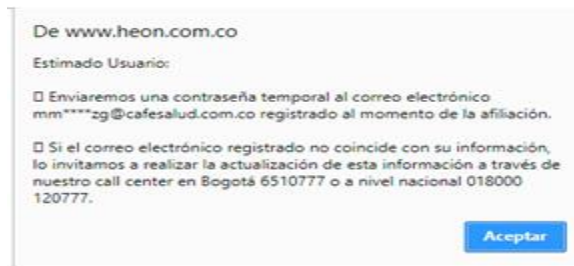 De www.heon.com.co
Estimado Usuario:
Enviaremos una contraseña temporal al correo electrónico
mm****zg@cafesalud.com.co registrado al momento de la afiliación.
Si el correo electrónico registrado no coincide con su información,
lo invitamos a realizar la actualización de esta información a través de
nuestro call center en Bogotá 6510777 o a nivel nacional 018000
120777.
Aceptar